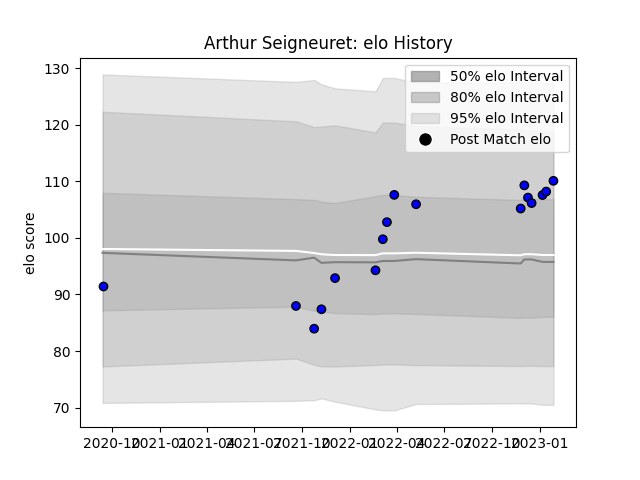 Arthur Seigneuret: elo History
50% elo Interval
80% elo Interval
95% elo Interval
Post Match elo
elo score
130
120
110
100
90
80
70
2020-10 2021-01 2021-04 2021-07 2021-10 2022-01 2022-04 2022-07 2022-10 2023-01